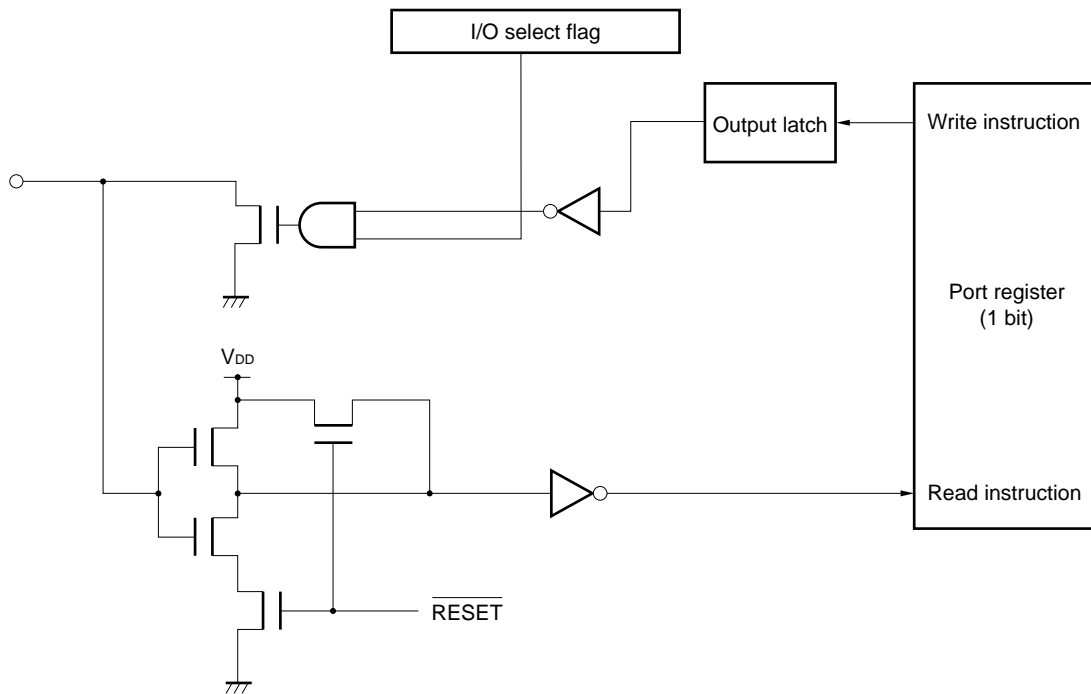 I/O select flag
Output latch
Write instruction
Port register
(1 bit)
VDD
Read instruction
RESET